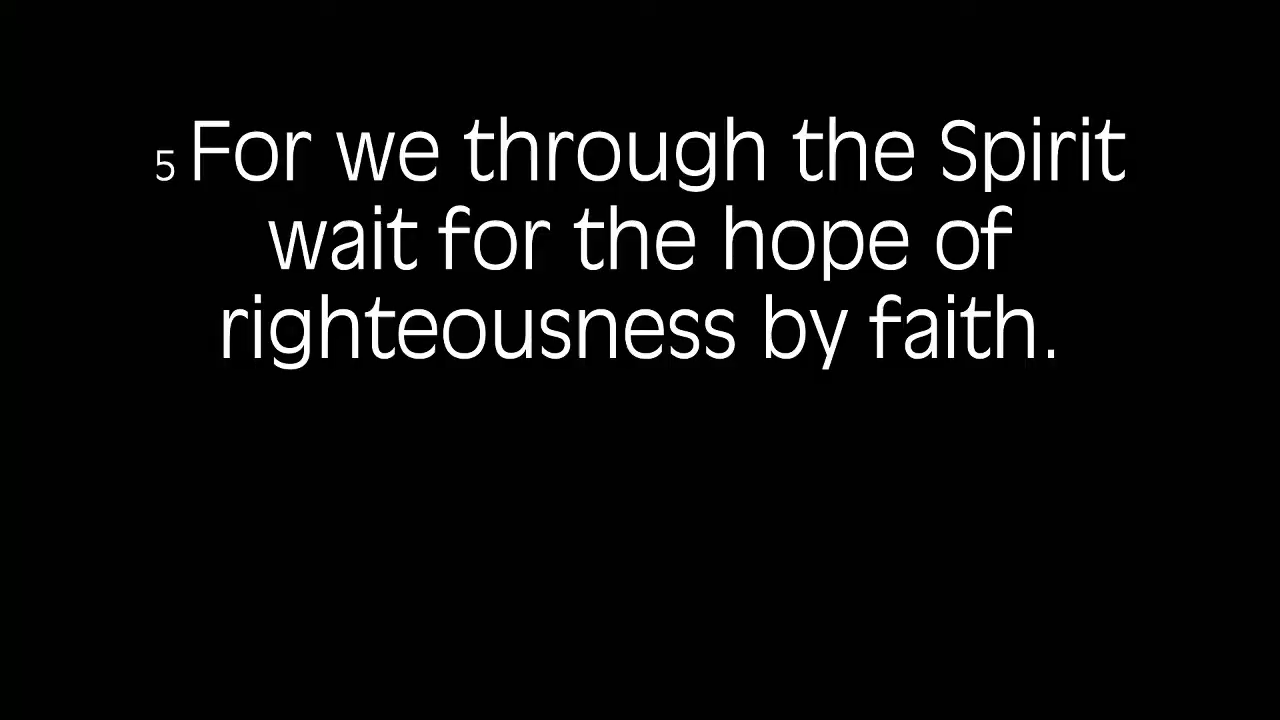 5 For we through the Spirit
wait for the hope of
righteousness by faith.